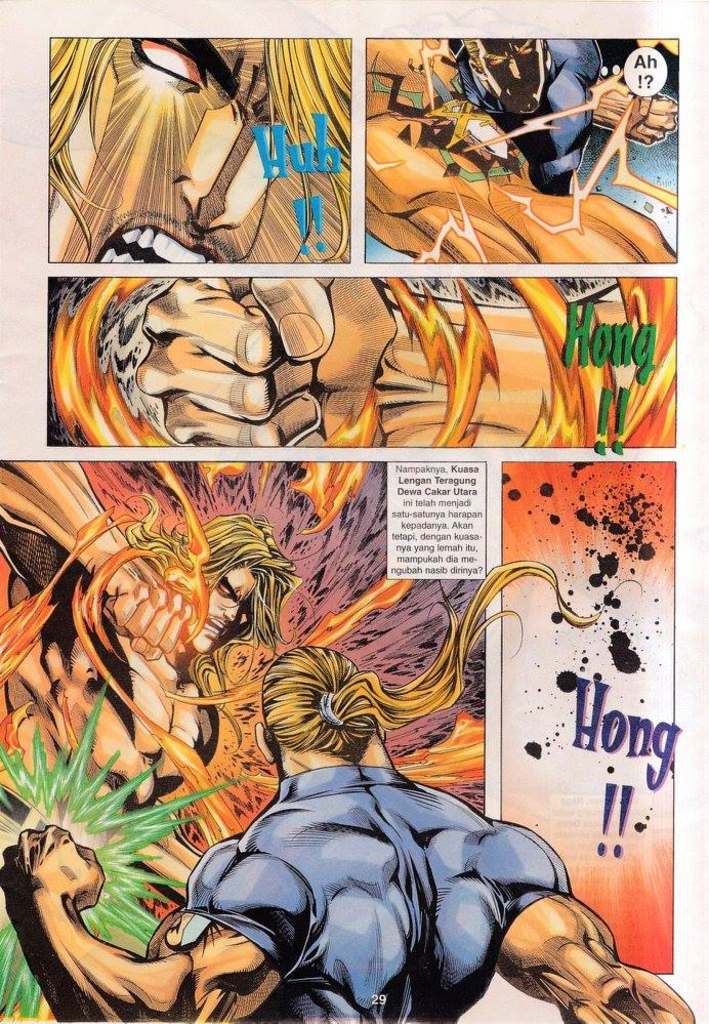 Huh
!!
Ah
!?
Hong
!!
Nampaknya, Kuasa
Lengan Teragung
Dewa Cakar Utara
ini telah menjadi
satu-satunya harapan
kepadanya. Akan
tetapi, dengan kuasa-
nya yang lemah itu,
mampukah dia me-
ngubah nasib dirinya?
Hong
!!
29